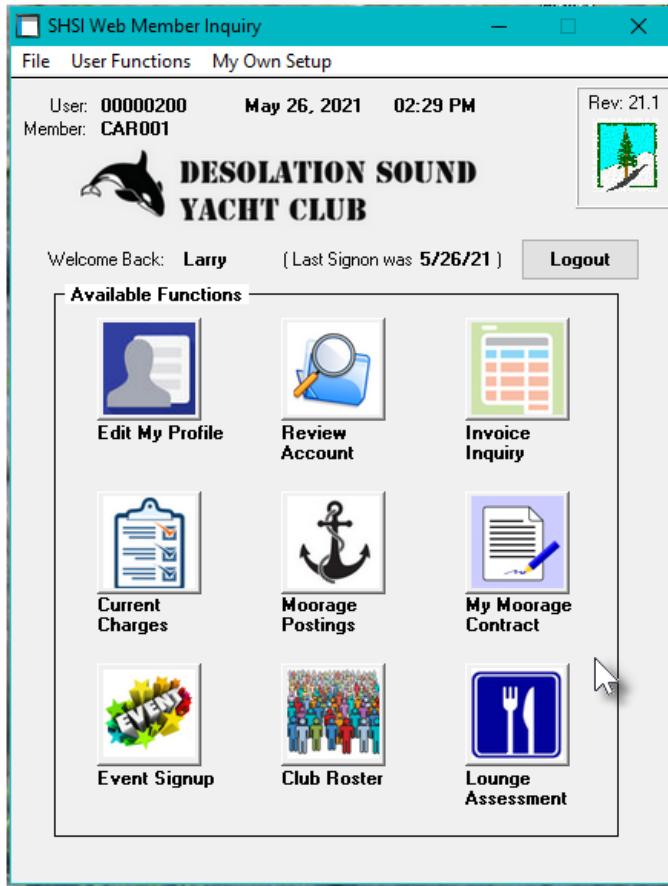 SHSI Web Member Inquiry
File User Functions My Own Setup
User: 00000200 May 26, 2021 02:29 PM Rev: 21.1
Member: CAR001
DESOLATION SOUND
YACHT CLUB
Welcome Back: Larry ( Last Signon was 5/26/21 ) Logout
Available Functions
Edit My Profile
Review
Account
Invoice
Inquiry
Current
Charges
Moorage
Postings
My Moorage
Contract
EVENT
Event Signup
Club Roster
Lounge
Assessment